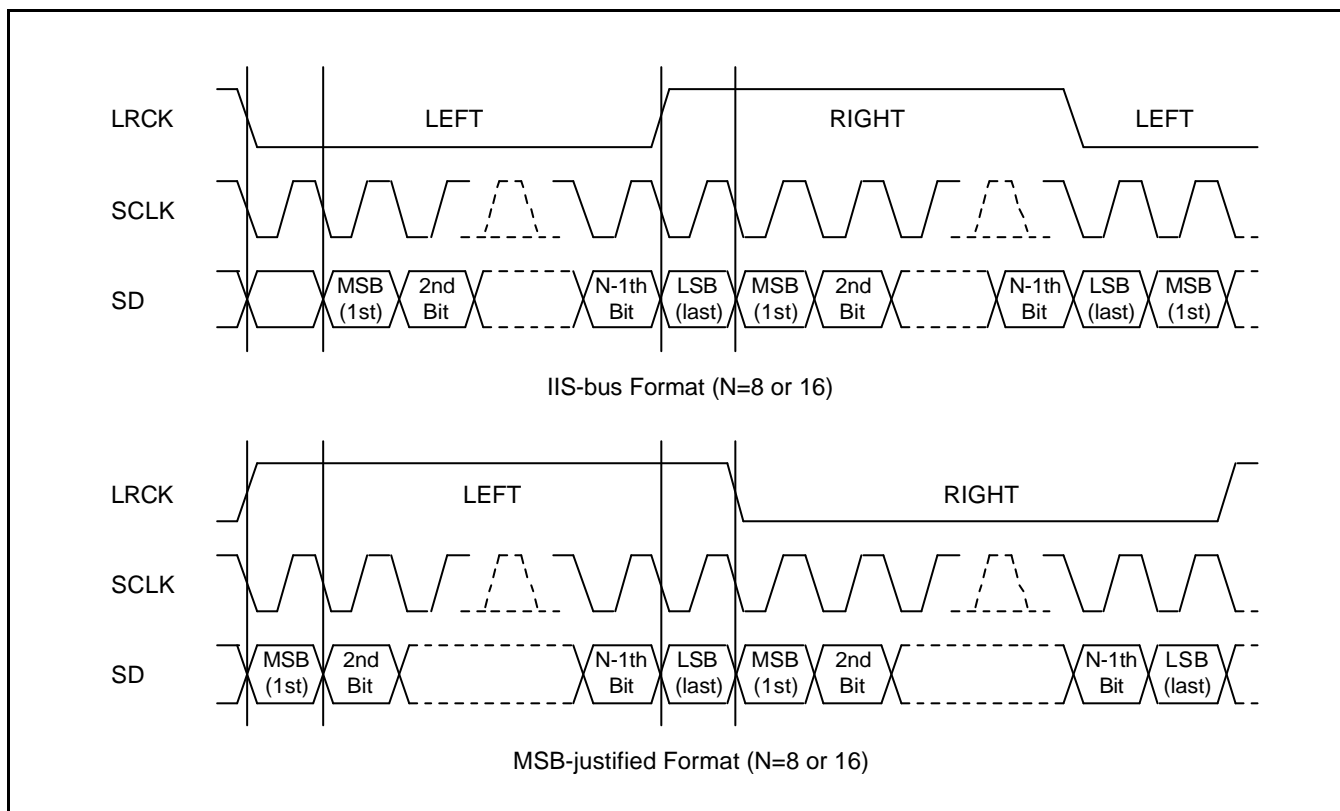 LRCK
LEFT
RIGHT
LEFT
SCLK
SD
MSB
(1st)
2nd
Bit
N-1th
Bit
LSB
(last)
MSB
(1st)
2nd
Bit
N-1th
Bit
LSB
(last)
MSB
(1st)
IIS-bus Format (N=8 or 16)
LRCK
LEFT
RIGHT
SCLK
SD
MSB
(1st)
2nd
Bit
N-1th
Bit
LSB
(last)
MSB
(1st)
2nd
Bit
N-1th
Bit
LSB
(last)
MSB-justified Format (N=8 or 16)